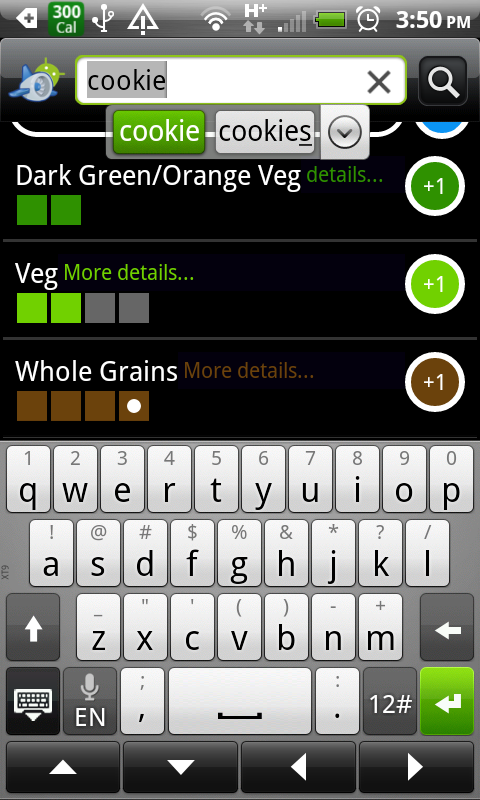 300
Cal
H+
3:50 PM
cookie
cookie cookies
Dark Green/Orange Veg details...
+1
Veg More details...
+1
Whole Grains More details...
+1
1 2 3 4 5 6 7 8 9 0
q w e r t y u i o p
! @ # $ % & * ? /
a s d f g h j k l
XT9
_ " ' ( ) - +
z x c v b n m
; :
EN , . 12#